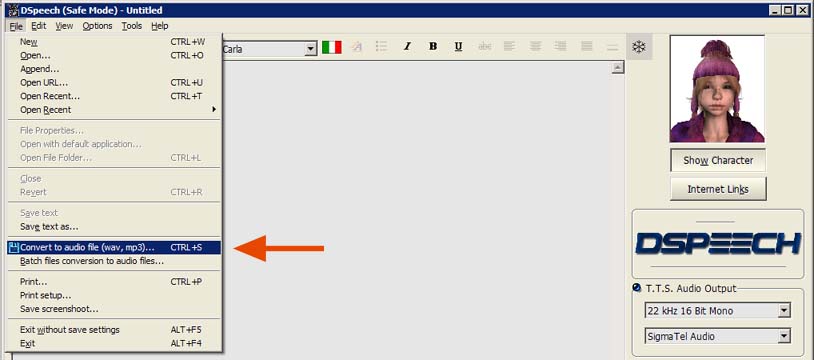 DSpeech (Safe Mode) - Untitled
File Edit View Options Tools Help
New CTRL+W
Open... CTRL+O
Append...
Open URL... CTRL+U
Open Recent... CTRL+T
Open Recent
File Properties...
Open with default application...
Open File Folder... CTRL+L
Close
Revert CTRL+R
Save text
Save text as...
Convert to audio file (wav, mp3)... CTRL+S
Batch files conversion to audio files...
Print... CTRL+P
Print setup...
Save screenshoot...
Exit without save settings ALT+F5
Exit ALT+F4
Carla
A I B U abc
Show Character
Internet Links
DSPEECH
T.T.S. Audio Output
22 kHz 16 Bit Mono
SigmaTel Audio